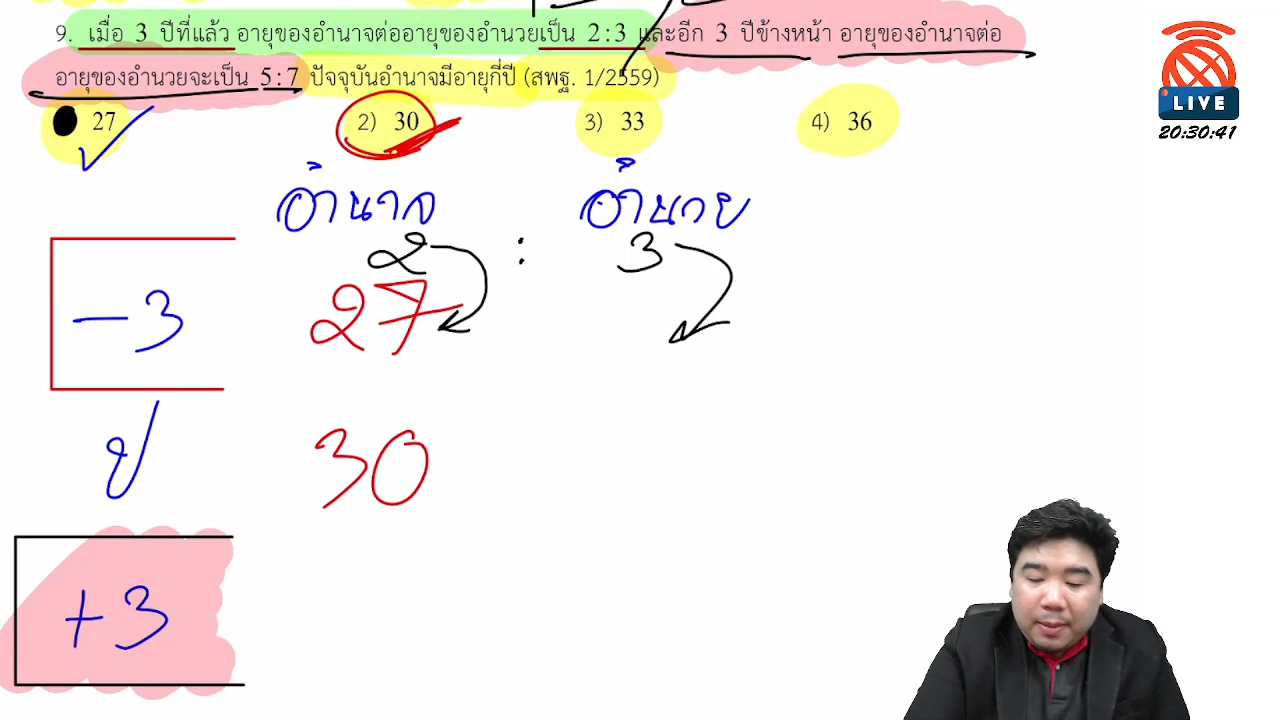 9. เมื่อ 3 ปีที่แล้ว อายุของอำนาจต่ออายุของอำนวยเป็น 2:3 และอีก 3 ปีข้างหน้า อายุของอำนาจต่อ
อายุของอำนวยจะเป็น 5:7 ปัจจุบันอำนาจมีอายุกี่ปี (สพฐ. 1/2559)
27 2) 30 3) 33 4) 36
LIVE
20:30:41
อำนาจ อำนวย
2 : 3
-3 27
ป 30
+3